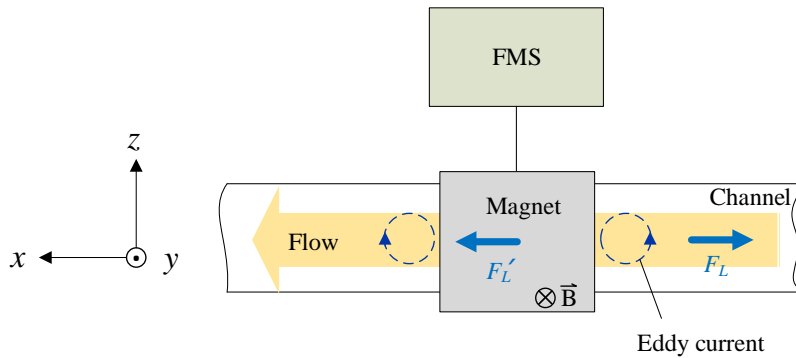 FMS
z
x
y
Flow
Magnet
Channel
F_L′
F_L
⊗ B⃗
Eddy current